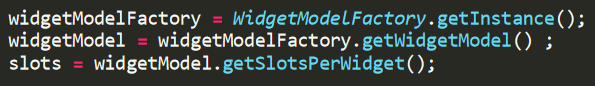 widgetModelFactory = WidgetModelFactory.getInstance();
widgetModel = widgetModelFactory.getWidgetModel() ;
slots = widgetModel.getSlotsPerWidget();